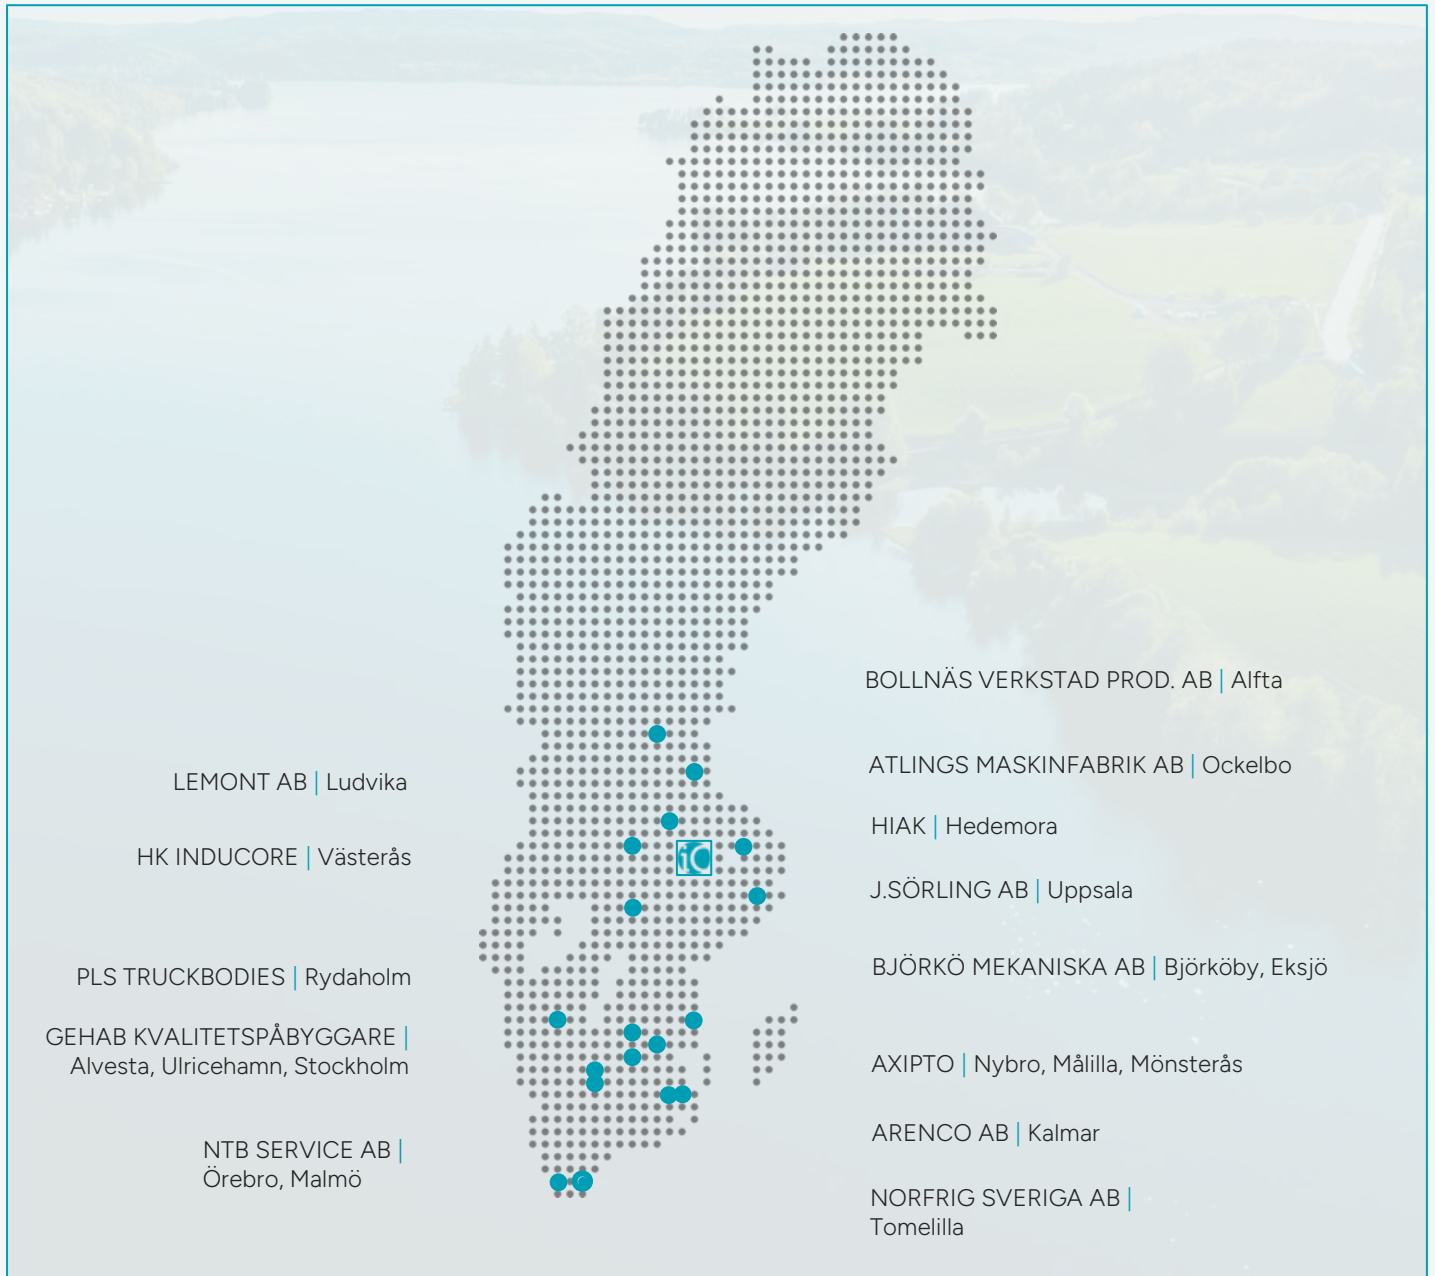 BOLLNÄS VERKSTAD PROD. AB | Alfta
LEMONT AB | Ludvika
ATLINGS MASKINFABRIK AB | Ockelbo
HIAK | Hedemora
HK INDUCORE | Västerås
iC
J.SÖRLING AB | Uppsala
PLS TRUCKBODIES | Rydaholm
BJÖRKÖ MEKANISKA AB | Björköby, Eksjö
GEHAB KVALITETSPÅBYGGARE |
Alvesta, Ulricehamn, Stockholm
AXIPTO | Nybro, Målilla, Mönsterås
ARENCO AB | Kalmar
NTB SERVICE AB |
Örebro, Malmö
NORFRIG SVERIGA AB |
Tomelilla